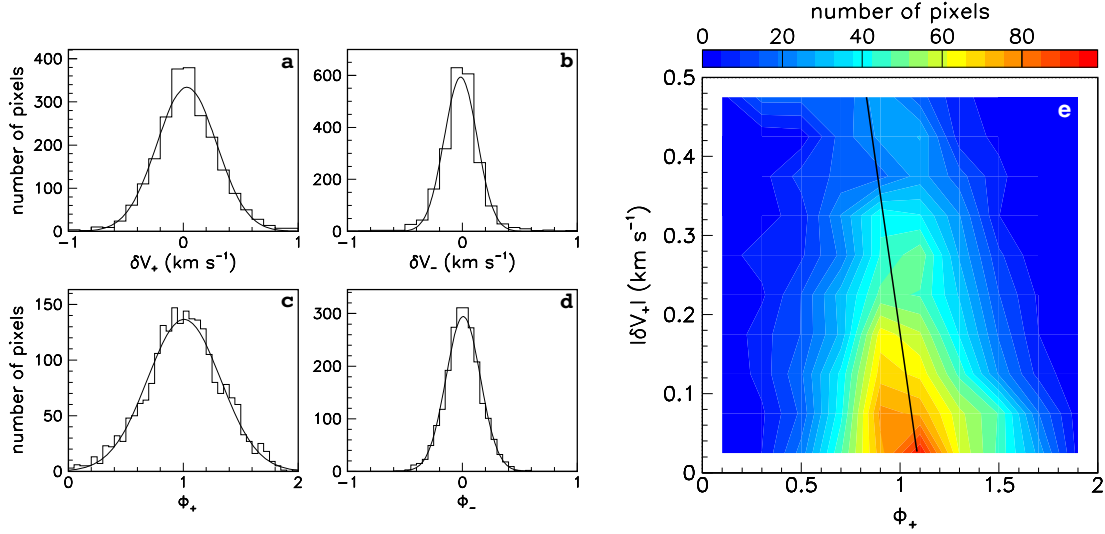 a
number of pixels
400
300
200
100
0
−1
0
1
δV₊ (km s⁻¹)
b
600
400
200
0
−1
0
1
δV₋ (km s⁻¹)
c
number of pixels
150
100
50
0
0
1
2
ϕ₊
d
300
200
100
0
−1
0
1
ϕ₋
number of pixels
0 20 40 60 80
e
|δV₊| (km s⁻¹)
0.5
0.4
0.3
0.2
0.1
0
0 0.5 1 1.5 2
ϕ₊